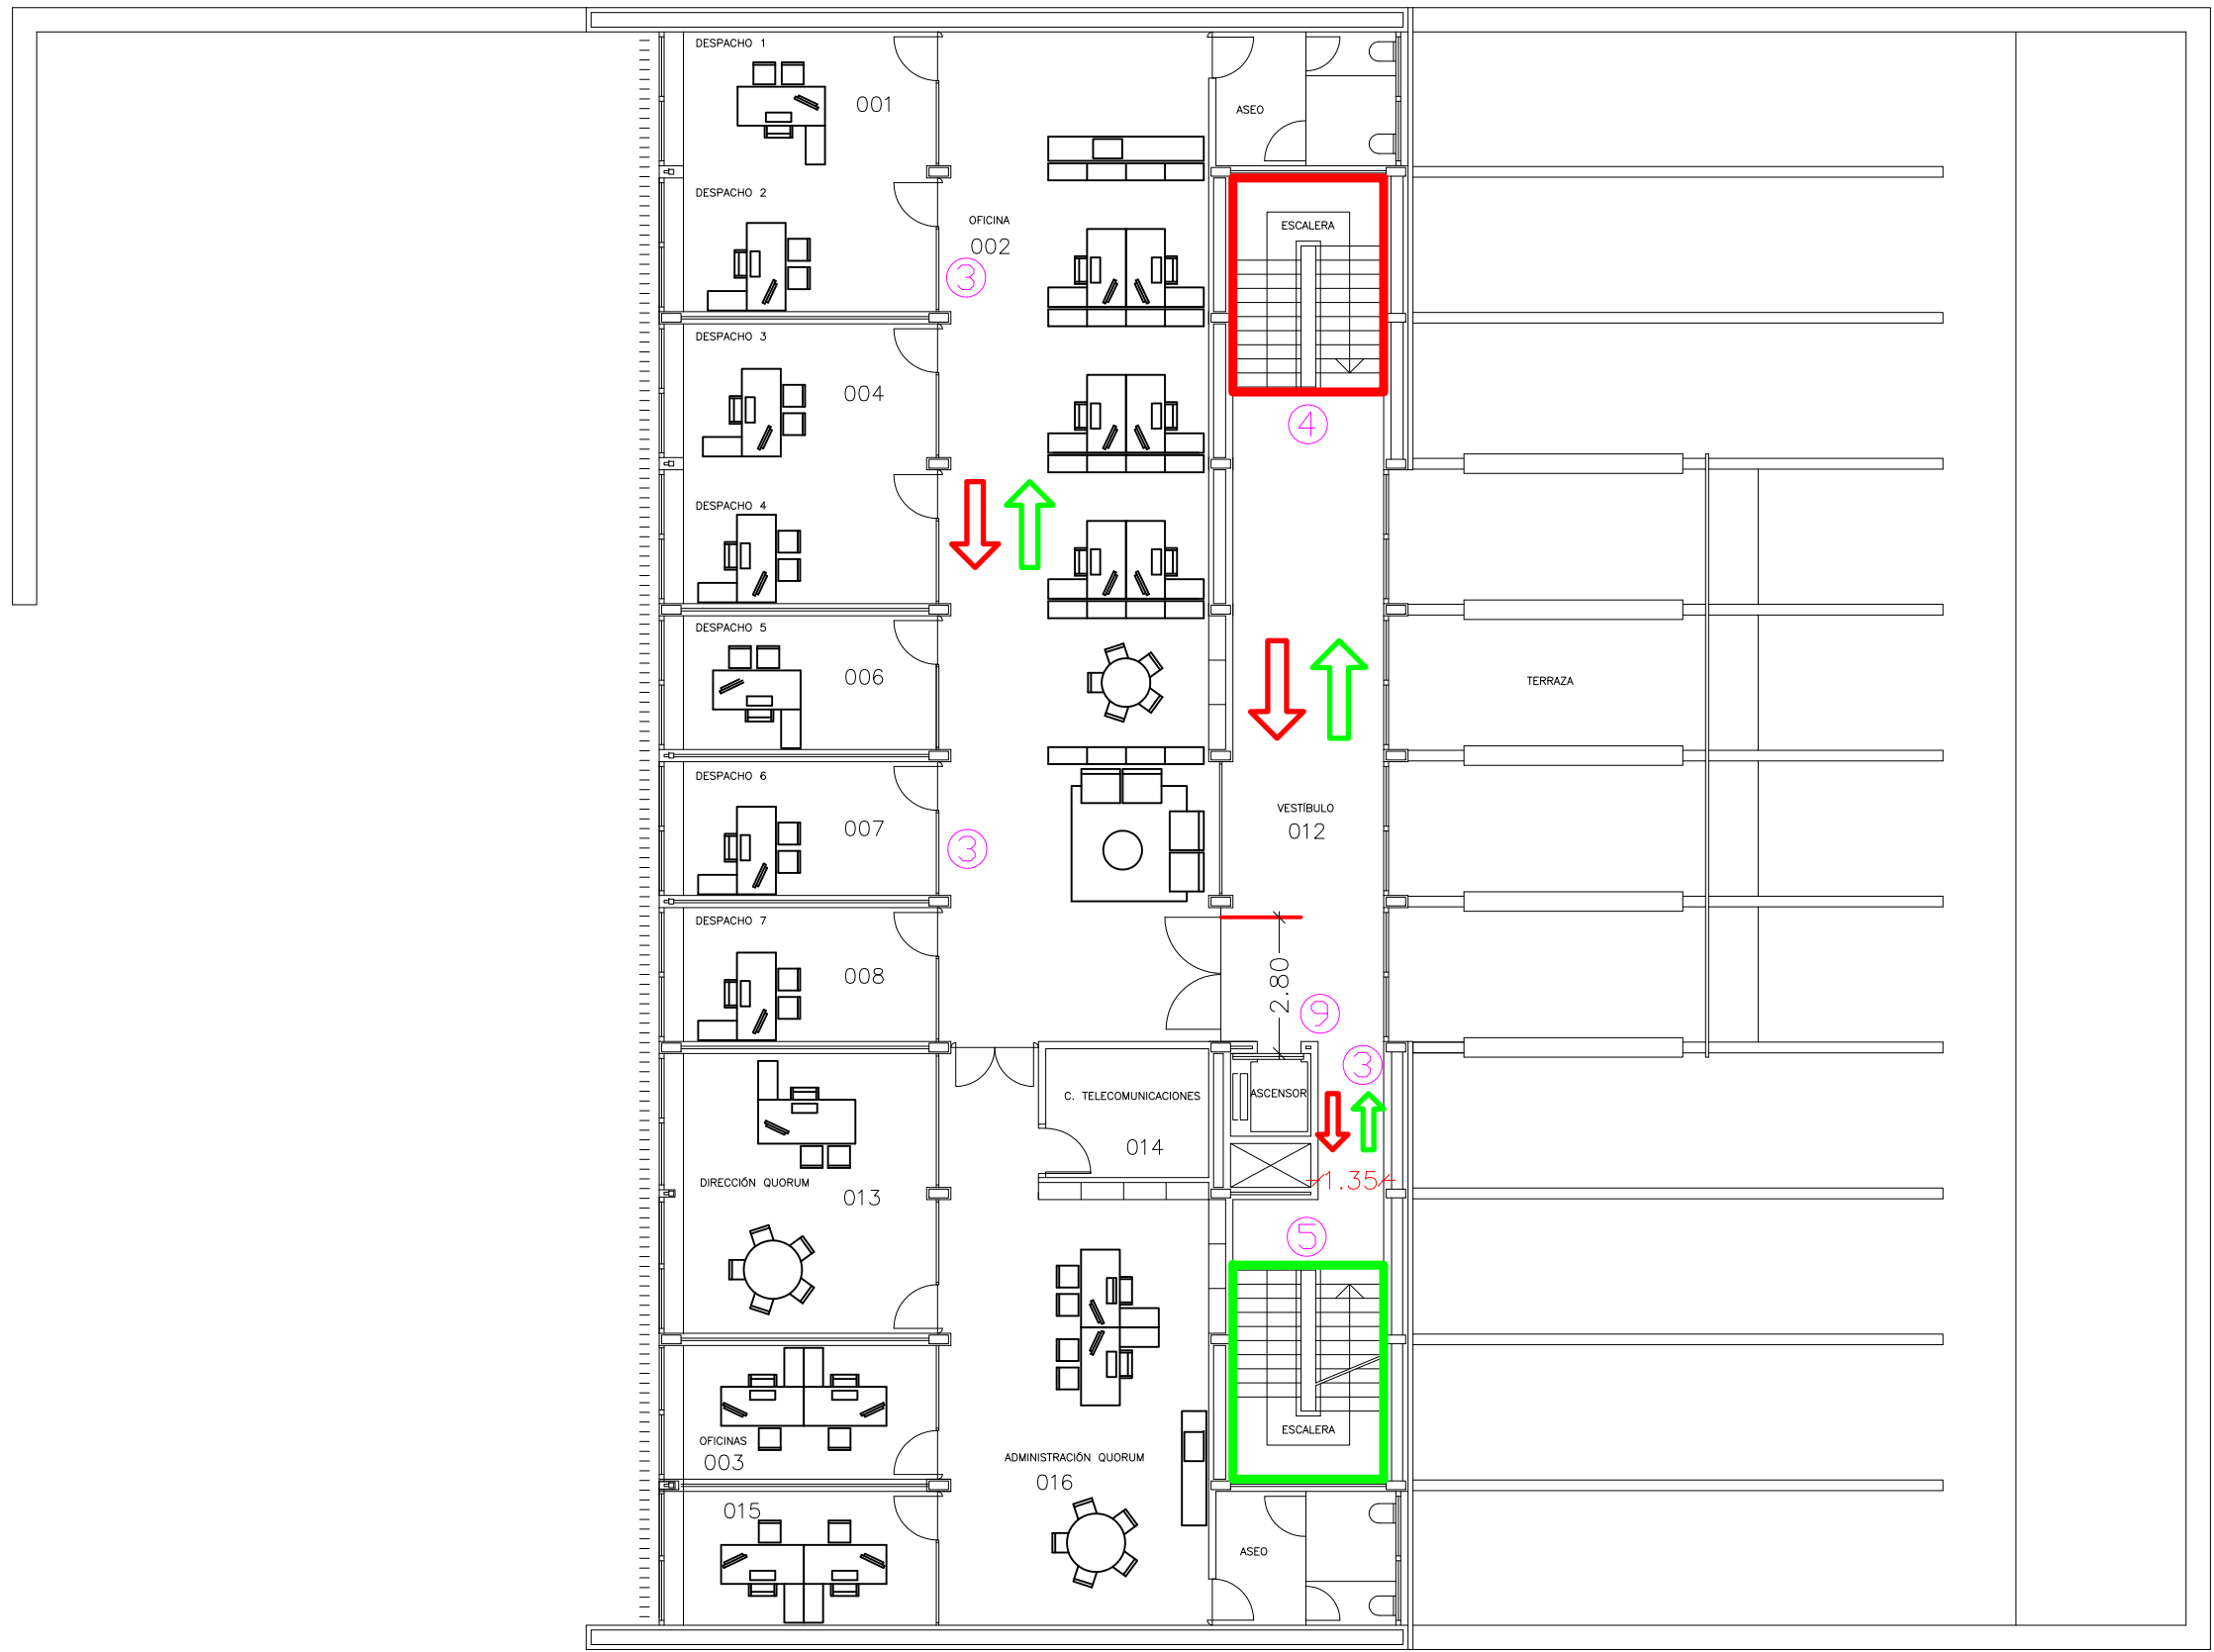 DESPACHO 1
001
ASEO
DESPACHO 2
OFICINA
002
ESCALERA
3
DESPACHO 3
004
4
DESPACHO 4
DESPACHO 5
006
TERRAZA
DESPACHO 6
007
VESTÍBULO
012
3
DESPACHO 7
008
2.80
9
3
C. TELECOMUNICACIONES
014
ASCENSOR
1.35
DIRECCIÓN QUORUM
013
5
OFICINAS
003
ADMINISTRACIÓN QUORUM
016
ESCALERA
015
ASEO